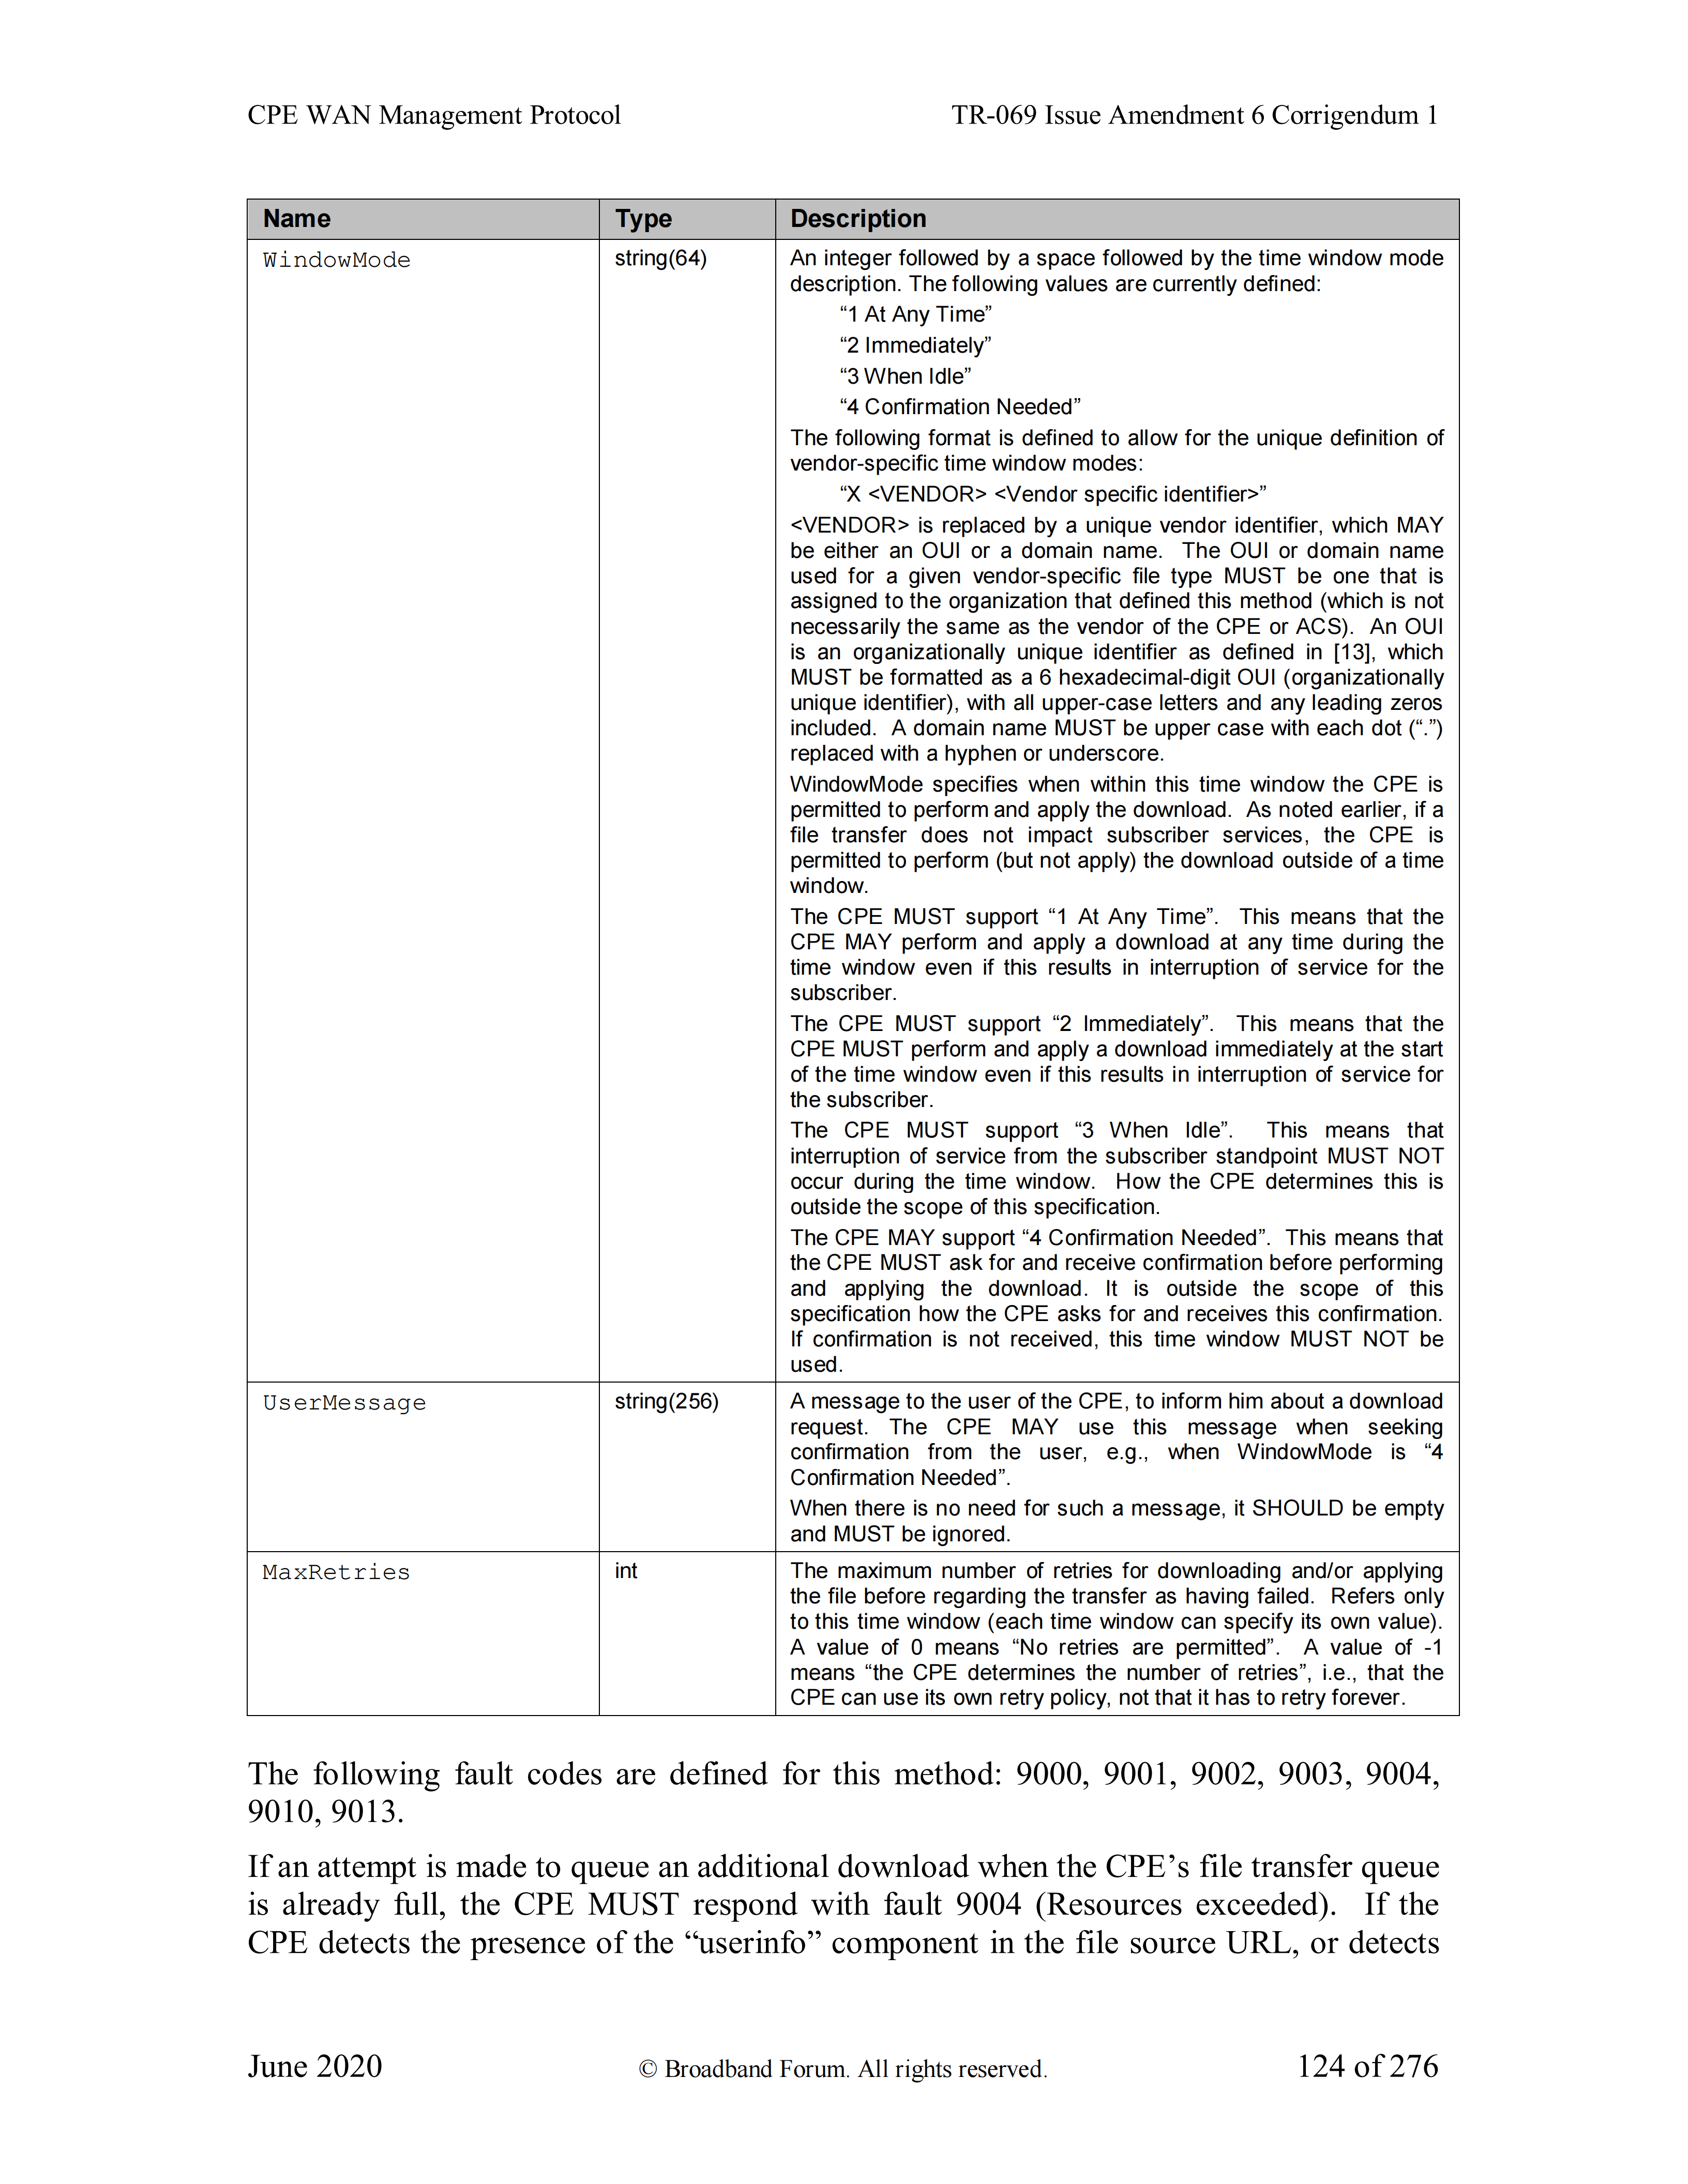 CPE WAN Management Protocol TR-069 Issue Amendment 6 Corrigendum 1
Name Type Description
WindowMode string(64) An integer followed by a space followed by the time window mode
description. The following values are currently defined:
“1 At Any Time”
“2 Immediately”
“3 When Idle”
“4 Confirmation Needed”
The following format is defined to allow for the unique definition of
vendor-specific time window modes:
“X <VENDOR> <Vendor specific identifier>”
<VENDOR> is replaced by a unique vendor identifier, which MAY
be either an OUI or a domain name. The OUI or domain name
used for a given vendor-specific file type MUST be one that is
assigned to the organization that defined this method (which is not
necessarily the same as the vendor of the CPE or ACS). An OUI
is an organizationally unique identifier as defined in [13], which
MUST be formatted as a 6 hexadecimal-digit OUI (organizationally
unique identifier), with all upper-case letters and any leading zeros
included. A domain name MUST be upper case with each dot (“.”)
replaced with a hyphen or underscore.
WindowMode specifies when within this time window the CPE is
permitted to perform and apply the download. As noted earlier, if a
file transfer does not impact subscriber services, the CPE is
permitted to perform (but not apply) the download outside of a time
window.
The CPE MUST support “1 At Any Time”. This means that the
CPE MAY perform and apply a download at any time during the
time window even if this results in interruption of service for the
subscriber.
The CPE MUST support “2 Immediately”. This means that the
CPE MUST perform and apply a download immediately at the start
of the time window even if this results in interruption of service for
the subscriber.
The CPE MUST support “3 When Idle”. This means that
interruption of service from the subscriber standpoint MUST NOT
occur during the time window. How the CPE determines this is
outside the scope of this specification.
The CPE MAY support “4 Confirmation Needed”. This means that
the CPE MUST ask for and receive confirmation before performing
and applying the download. It is outside the scope of this
specification how the CPE asks for and receives this confirmation.
If confirmation is not received, this time window MUST NOT be
used.
UserMessage string(256) A message to the user of the CPE, to inform him about a download
request. The CPE MAY use this message when seeking
confirmation from the user, e.g., when WindowMode is “4
Confirmation Needed”.
When there is no need for such a message, it SHOULD be empty
and MUST be ignored.
MaxRetries int The maximum number of retries for downloading and/or applying
the file before regarding the transfer as having failed. Refers only
to this time window (each time window can specify its own value).
A value of 0 means “No retries are permitted”. A value of -1
means “the CPE determines the number of retries”, i.e., that the
CPE can use its own retry policy, not that it has to retry forever.
The following fault codes are defined for this method: 9000, 9001, 9002, 9003, 9004,
9010, 9013.
If an attempt is made to queue an additional download when the CPE’s file transfer queue
is already full, the CPE MUST respond with fault 9004 (Resources exceeded). If the
CPE detects the presence of the “userinfo” component in the file source URL, or detects
June 2020 © Broadband Forum. All rights reserved. 124 of 276